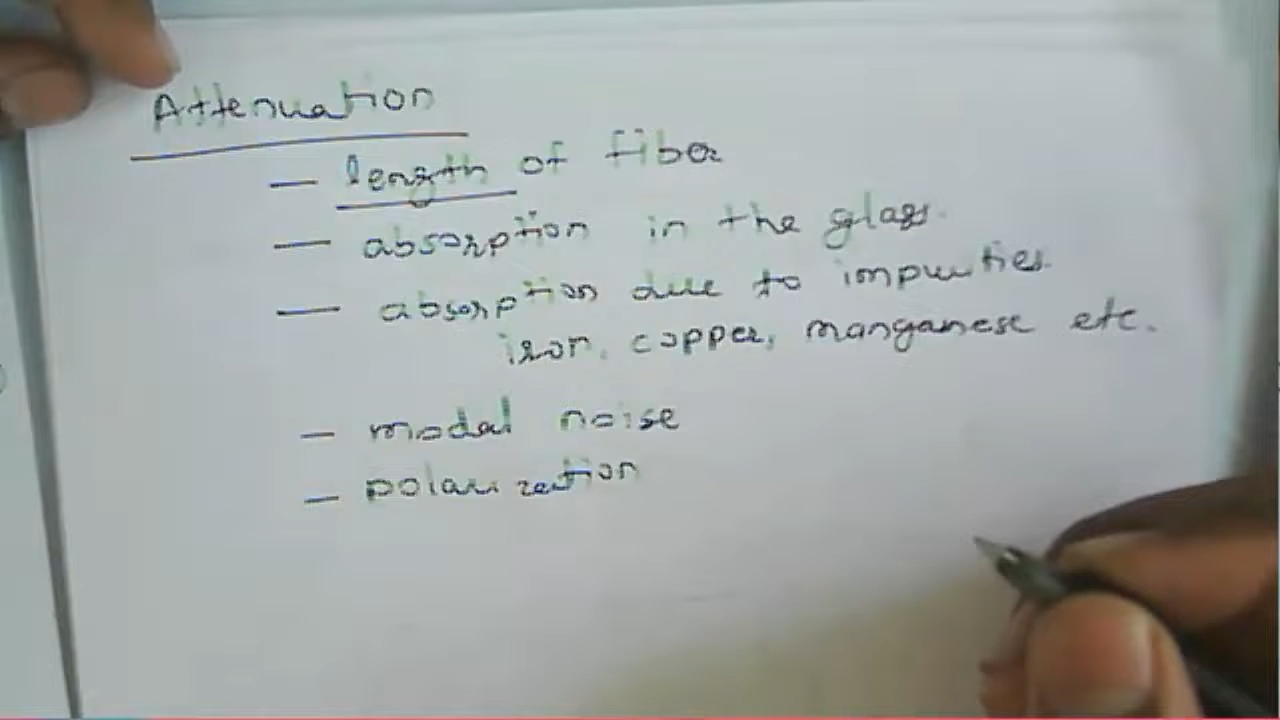 Attenuation
— length of fiber
— absorption in the glass.
— absorption due to impurities.
iron, copper, manganese etc.
— modal noise
— polarization